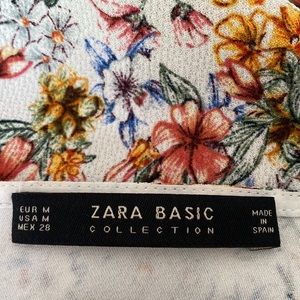 EUR M
USA M
MEX 28
ZARA BASIC
COLLECTION
MADE
IN
SPAIN